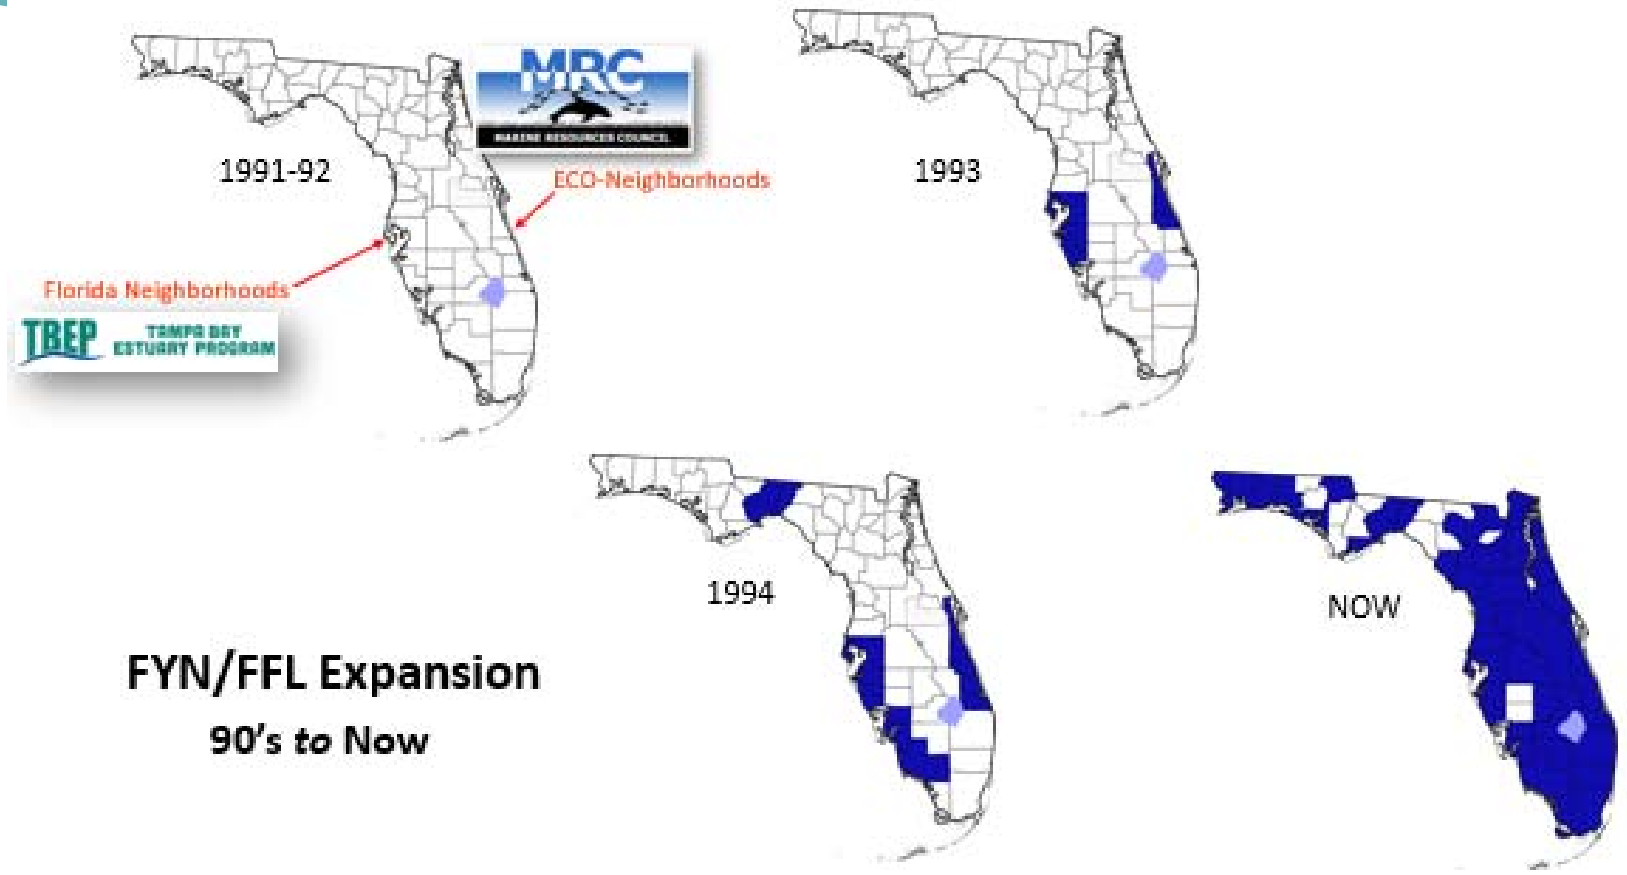 MRC
MARINE RESOURCES COUNCIL
1991-92
ECO-Neighborhoods
Florida Neighborhoods
TBEP
TAMPA BAY
ESTUARY PROGRAM
1993
1994
NOW
FYN/FFL Expansion
90's to Now